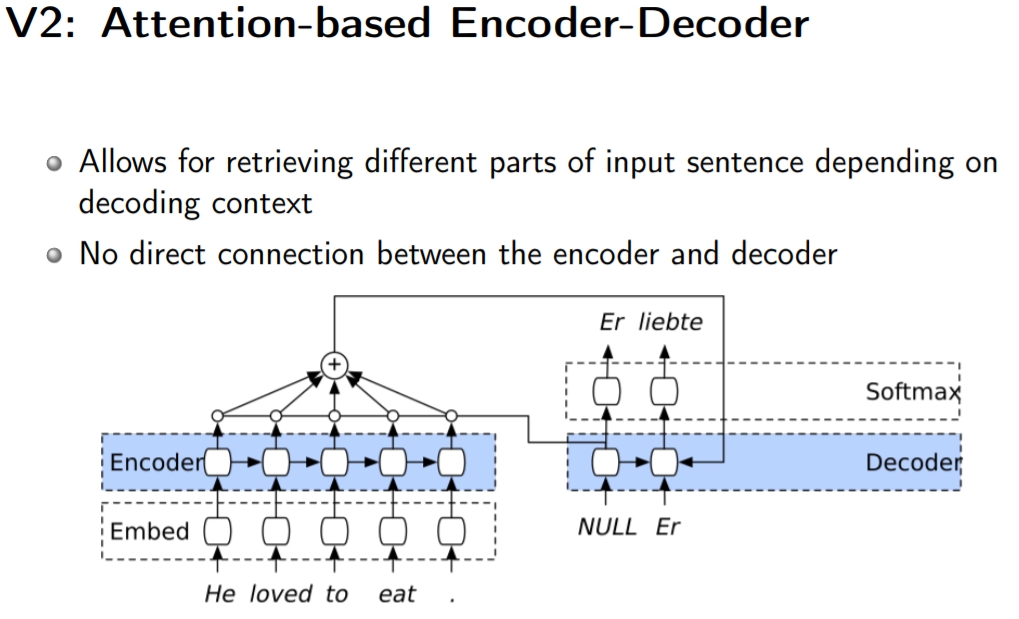 V2: Attention-based Encoder-Decoder
Allows for retrieving different parts of input sentence depending on
decoding context
No direct connection between the encoder and decoder
Er liebte
+
Softmax
Encoder
Decoder
Embed
NULL Er
He loved to eat .